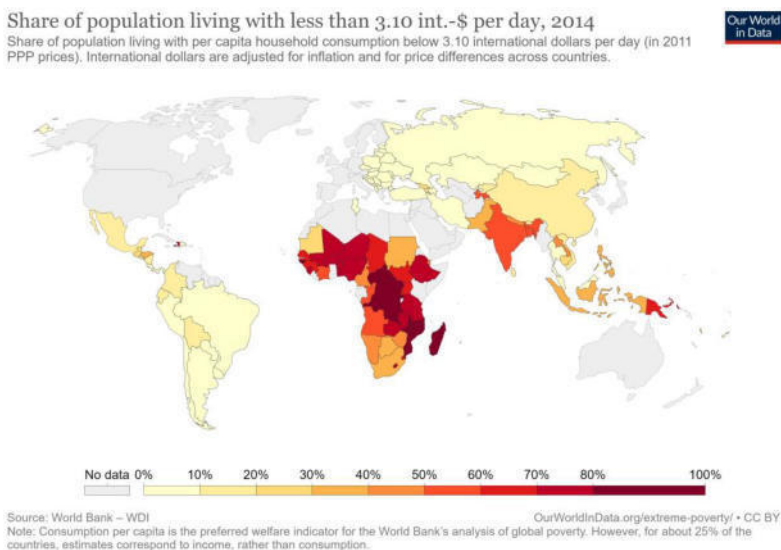 Share of population living with less than 3.10 int.-$ per day, 2014
Our World
in Data
Share of population living with per capita household consumption below 3.10 international dollars per day (in 2011
PPP prices). International dollars are adjusted for inflation and for price differences across countries.
No data 0% 10% 20% 30% 40% 50% 60% 70% 80% 100%
Source: World Bank – WDI
OurWorldInData.org/extreme-poverty/ • CC BY
Note: Consumption per capita is the preferred welfare indicator for the World Bank's analysis of global poverty. However, for about 25% of the
countries, estimates correspond to income, rather than consumption.